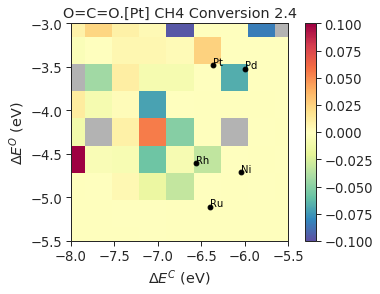 O=C=O.[Pt] CH4 Conversion 2.4
−3.0
−3.5
−4.0
−4.5
−5.0
−5.5
ΔE^O (eV)
Pt
Pd
Rh
Ni
Ru
−8.0 −7.5 −7.0 −6.5 −6.0 −5.5
ΔE^C (eV)
0.100
0.075
0.050
0.025
0.000
−0.025
−0.050
−0.075
−0.100